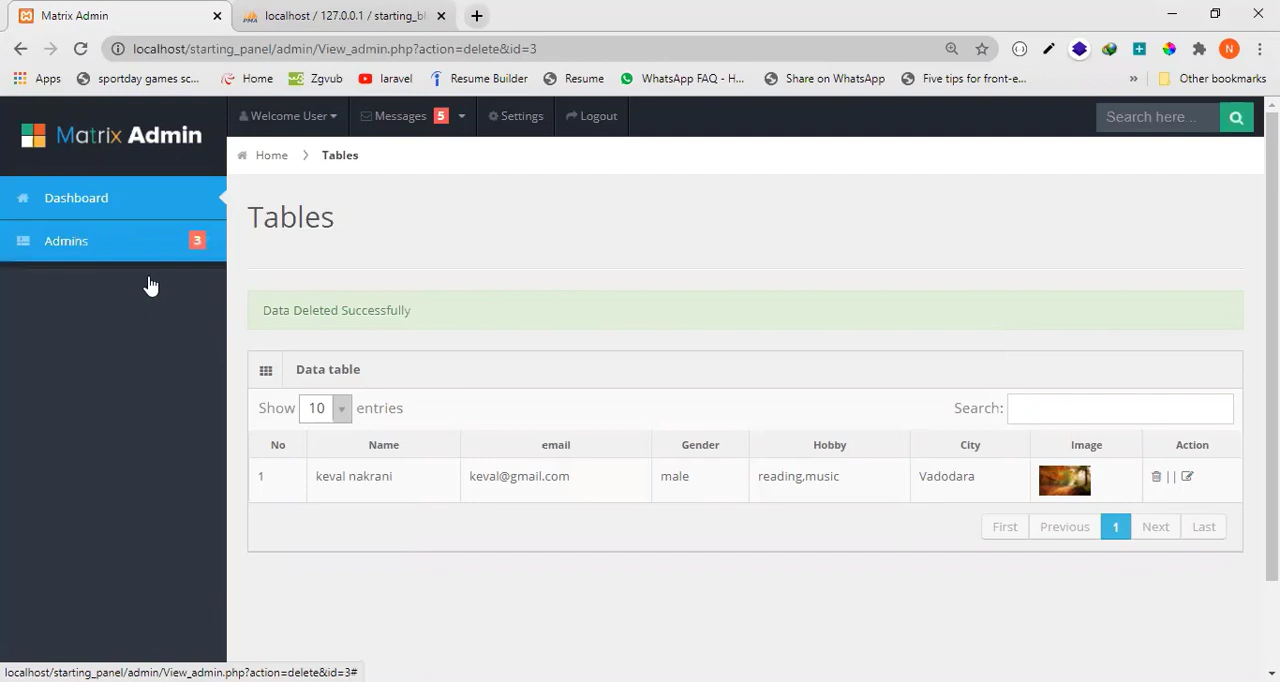 Matrix Admin
localhost / 127.0.0.1 / starting_bl
localhost/starting_panel/admin/View_admin.php?action=delete&id=3
N
Apps
sportday games sc...
Home
Zgvub
laravel
Resume Builder
Resume
WhatsApp FAQ - H...
Share on WhatsApp
Five tips for front-e...
»
Other bookmarks
Matrix Admin
Welcome User
Messages 5
Settings
Logout
Search here ..
Home
Tables
Dashboard
Admins 3
Tables
Data Deleted Successfully
Data table
Show 10 entries
Search:
No Name email Gender Hobby City Image Action
1 keval nakrani keval@gmail.com male reading,music Vadodara ||
First Previous 1 Next Last
localhost/starting_panel/admin/View_admin.php?action=delete&id=3#